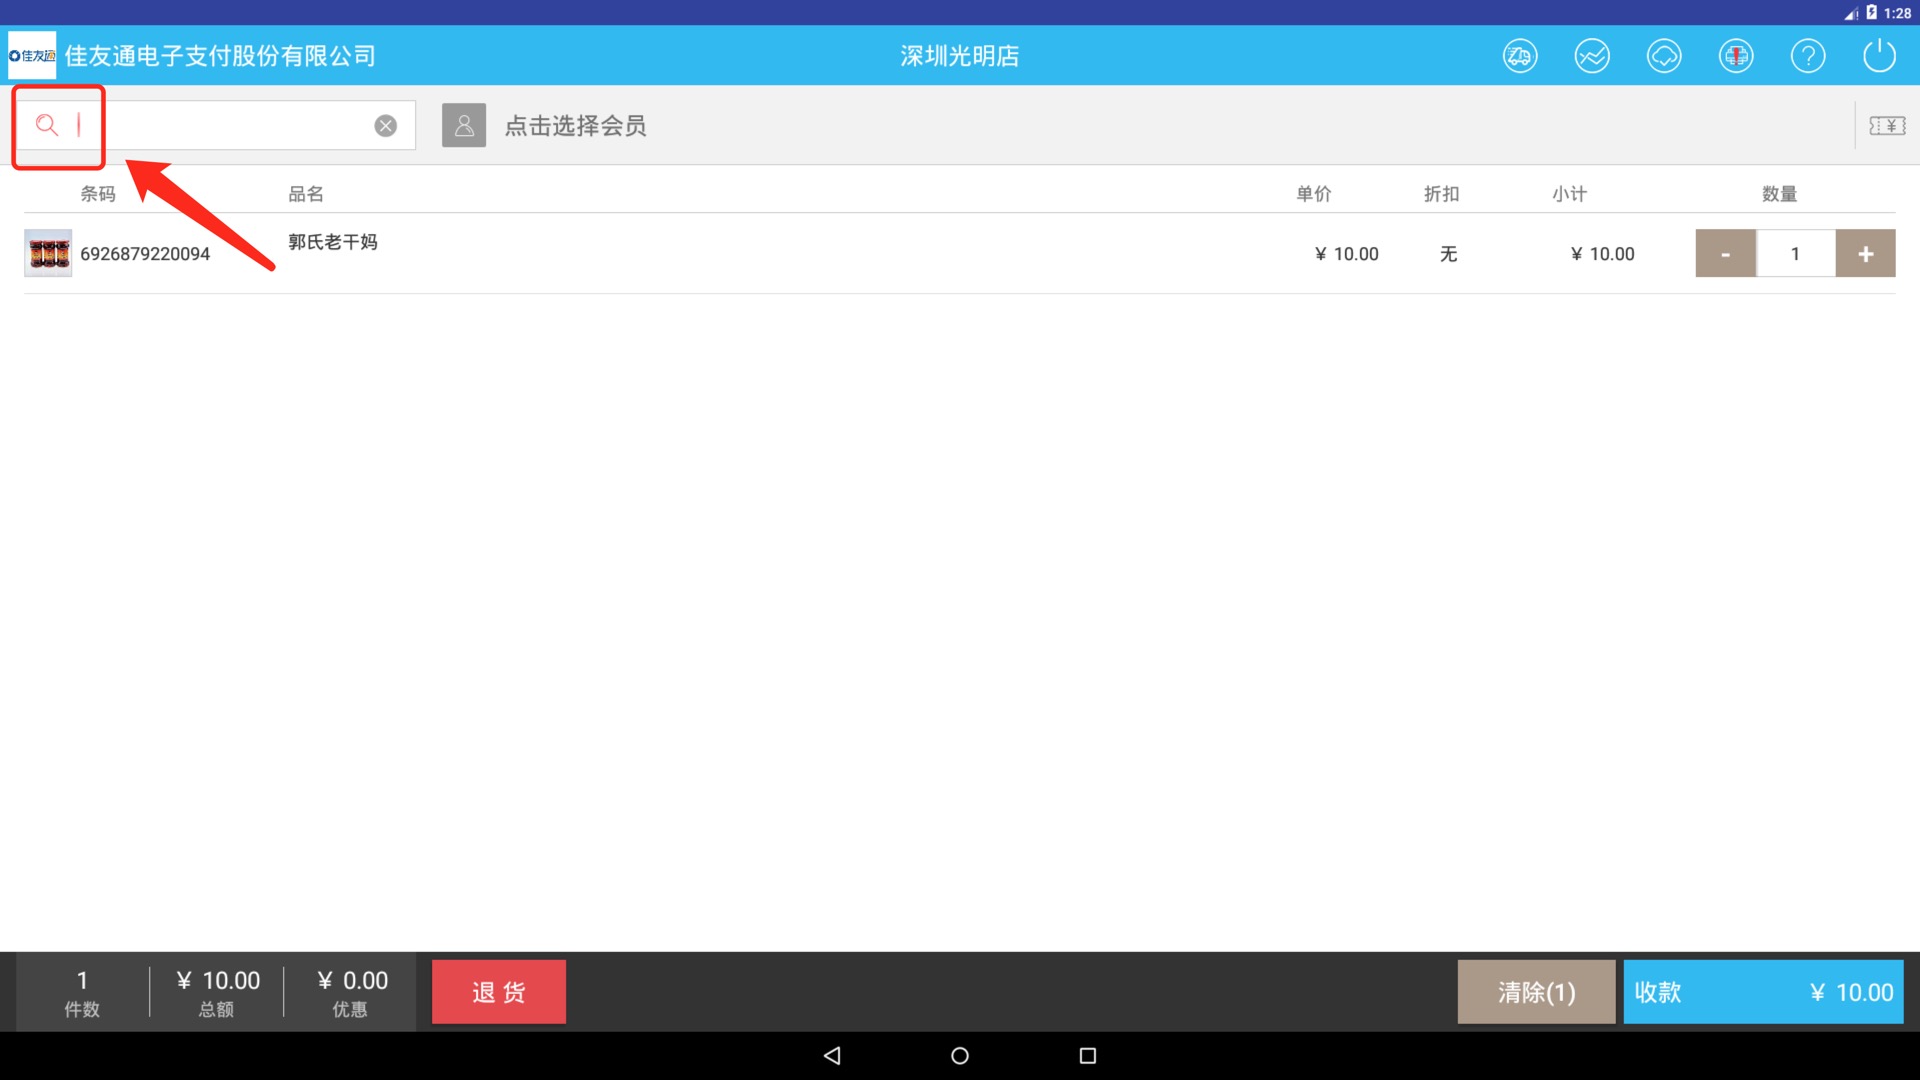 1:28
佳友通
佳友通电子支付股份有限公司
深圳光明店
点击选择会员
条码 品名 单价 折扣 小计 数量
6926879220094 郭氏老干妈 ¥ 10.00 无 ¥ 10.00 - 1 +
1 ¥ 10.00 ¥ 0.00
件数 总额 优惠
退 货
清除(1)
收款 ¥ 10.00